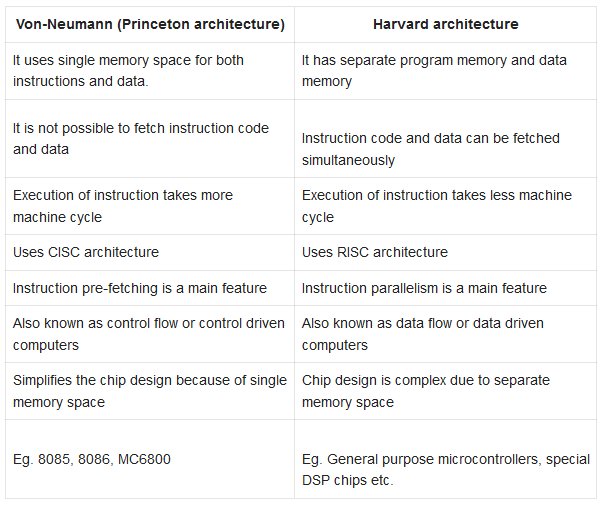 Von-Neumann (Princeton architecture)
Harvard architecture
It uses single memory space for both
instructions and data.
It has separate program memory and data
memory
It is not possible to fetch instruction code
and data
Instruction code and data can be fetched
simultaneously
Execution of instruction takes more
machine cycle
Execution of instruction takes less machine
cycle
Uses CISC architecture
Uses RISC architecture
Instruction pre-fetching is a main feature
Instruction parallelism is a main feature
Also known as control flow or control driven
computers
Also known as data flow or data driven
computers
Simplifies the chip design because of single
memory space
Chip design is complex due to separate
memory space
Eg. 8085, 8086, MC6800
Eg. General purpose microcontrollers, special
DSP chips etc.